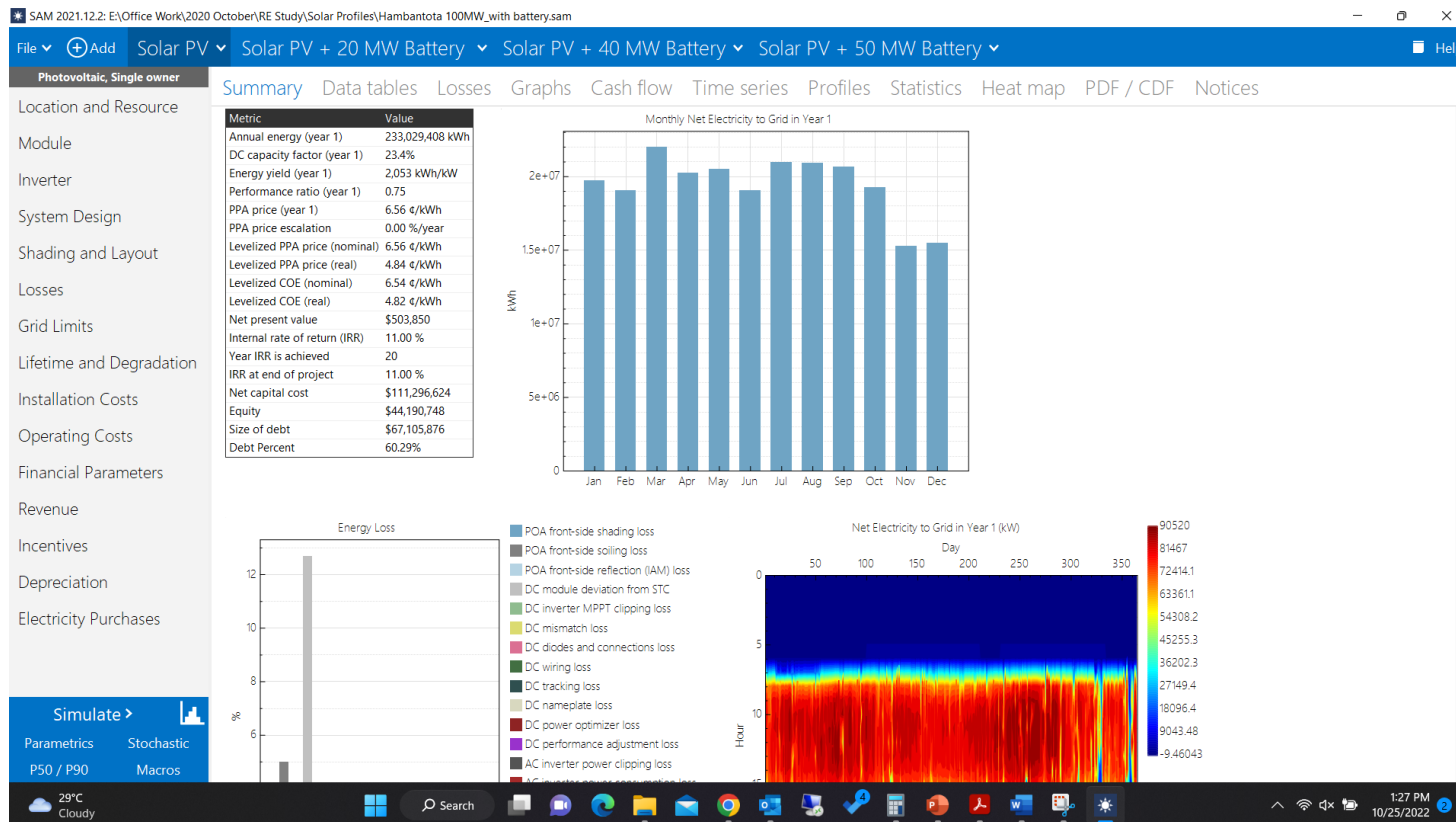 SAM 2021.12.2: E:\Office Work\2020 October\RE Study\Solar Profiles\Hambantota 100MW_with battery.sam
File Add Solar PV Solar PV + 20 MW Battery Solar PV + 40 MW Battery Solar PV + 50 MW Battery Hel
Photovoltaic, Single owner
Location and Resource
Module
Inverter
System Design
Shading and Layout
Losses
Grid Limits
Lifetime and Degradation
Installation Costs
Operating Costs
Financial Parameters
Revenue
Incentives
Depreciation
Electricity Purchases
Simulate >
Parametrics Stochastic
P50 / P90 Macros
Summary Data tables Losses Graphs Cash flow Time series Profiles Statistics Heat map PDF / CDF Notices
Metric Value
Annual energy (year 1) 233,029,408 kWh
DC capacity factor (year 1) 23.4%
Energy yield (year 1) 2,053 kWh/kW
Performance ratio (year 1) 0.75
PPA price (year 1) 6.56 ¢/kWh
PPA price escalation 0.00 %/year
Levelized PPA price (nominal) 6.56 ¢/kWh
Levelized PPA price (real) 4.84 ¢/kWh
Levelized COE (nominal) 6.54 ¢/kWh
Levelized COE (real) 4.82 ¢/kWh
Net present value $503,850
Internal rate of return (IRR) 11.00 %
Year IRR is achieved 20
IRR at end of project 11.00 %
Net capital cost $111,296,624
Equity $44,190,748
Size of debt $67,105,876
Debt Percent 60.29%
Monthly Net Electricity to Grid in Year 1
kWh
2e+07
1.5e+07
1e+07
5e+06
0
Jan Feb Mar Apr May Jun Jul Aug Sep Oct Nov Dec
Energy Loss
%
12
10
8
6
POA front-side shading loss
POA front-side soiling loss
POA front-side reflection (IAM) loss
DC module deviation from STC
DC inverter MPPT clipping loss
DC mismatch loss
DC diodes and connections loss
DC wiring loss
DC tracking loss
DC nameplate loss
DC power optimizer loss
DC performance adjustment loss
AC inverter power clipping loss
AC inverter power consumption loss
Net Electricity to Grid in Year 1 (kW)
Day
50 100 150 200 250 300 350
Hour
0
5
10
15
90520
81467
72414.1
63361.1
54308.2
45255.3
36202.3
27149.4
18096.4
9043.48
-9.46043
29°C
Cloudy
Search
4
1:27 PM
10/25/2022
2